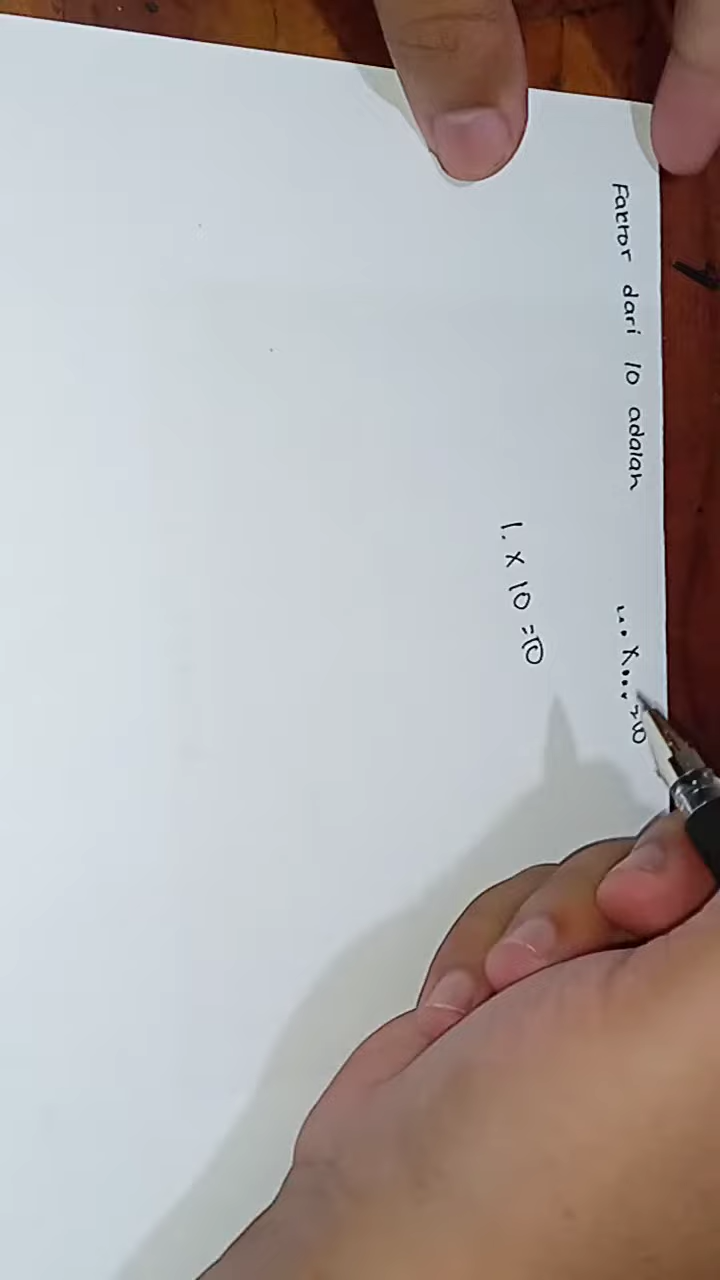 Faktor dari 10 adalah
... x ... = 10
1. x 10 = 10